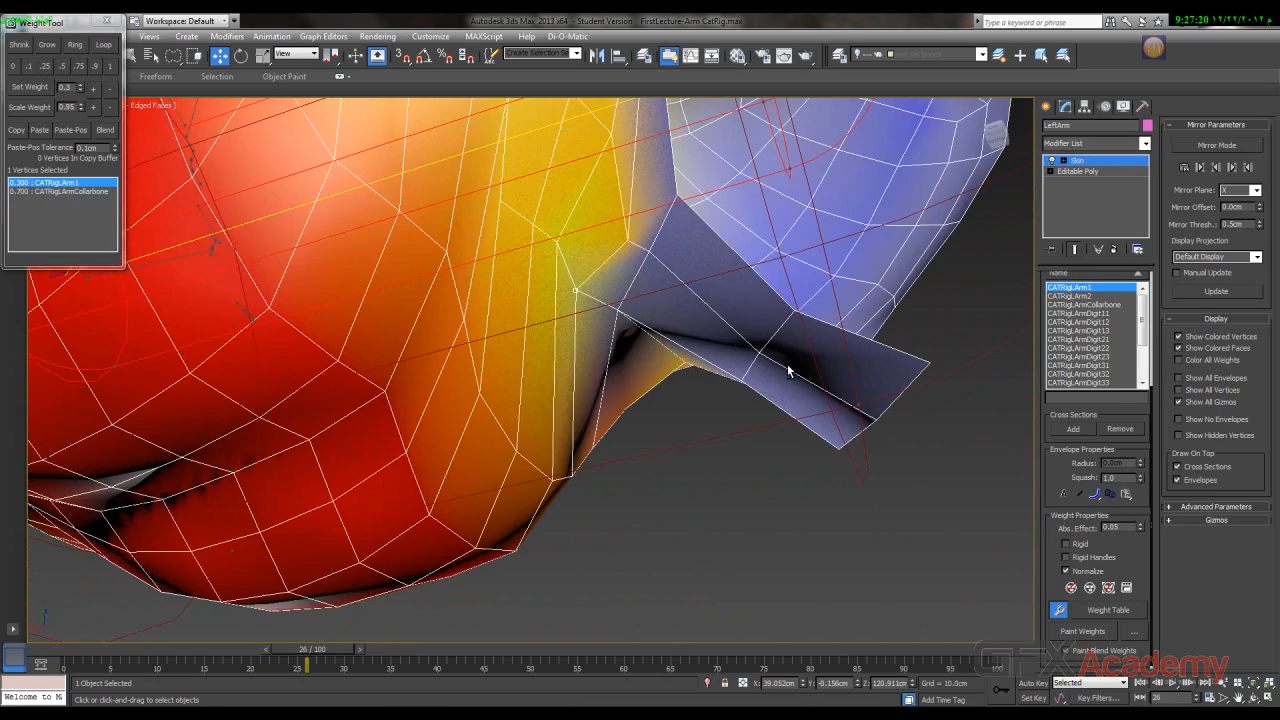 Weight Tool
Workspace: Default
Autodesk 3ds Max 2013 x64 - Student Version FirstLecture-Arm CatRig.max
Type a keyword or phrase
9:27:20
Views Create Modifiers Animation Graph Editors Rendering Customize MAXScript Help Di-O-Matic
Shrink Grow Ring Loop
View
Create Selection Se
0 .1 .25 .5 .75 .9 1
Freeform Selection Object Paint
Set Weight 0.3 + -
Scale Weight 0.95 + -
Edged Faces ]
Copy Paste Paste-Pos Blend
Paste-Pos Tolerance 0.1cm
0 Vertices In Copy Buffer
1 Vertices Selected
0.300 : CATRigLArm1
0.700 : CATRigLArmCollarbone
LeftArm
Modifier List
Skin
Editable Poly
Name
CATRigLArm1
CATRigLArm2
CATRigLArmCollarbone
CATRigLArmDigit11
CATRigLArmDigit12
CATRigLArmDigit13
CATRigLArmDigit21
CATRigLArmDigit22
CATRigLArmDigit23
CATRigLArmDigit31
CATRigLArmDigit32
CATRigLArmDigit33
Cross Sections
Add Remove
Envelope Properties
Radius: 0.0cm
Squash: 1.0
Weight Properties
Abs. Effect: 0.05
Rigid
Rigid Handles
Normalize
Weight Table
Paint Weights ...
Paint Blend Weights
Mirror Parameters
Mirror Mode
Mirror Plane: X
Mirror Offset: 0.0cm
Mirror Thresh.: 0.5cm
Display Projection
Default Display
Manual Update
Update
Display
Show Colored Vertices
Show Colored Faces
Color All Weights
Show All Envelopes
Show All Vertices
Show All Gizmos
Show No Envelopes
Show Hidden Vertices
Draw On Top
Cross Sections
Envelopes
Advanced Parameters
Gizmos
GFX Academy
z
< 26 / 100 >
0 5 10 15 20 25 30 35 40 45 50 55 60 65 70 75 80 85 90 95 100
1 Object Selected
X: 39.052cm Y: -0.156cm Z: 120.911cm Grid = 10.0cm
Auto Key Selected
Welcome to M
Click or click-and-drag to select objects
Add Time Tag
Set Key Key Filters... 26